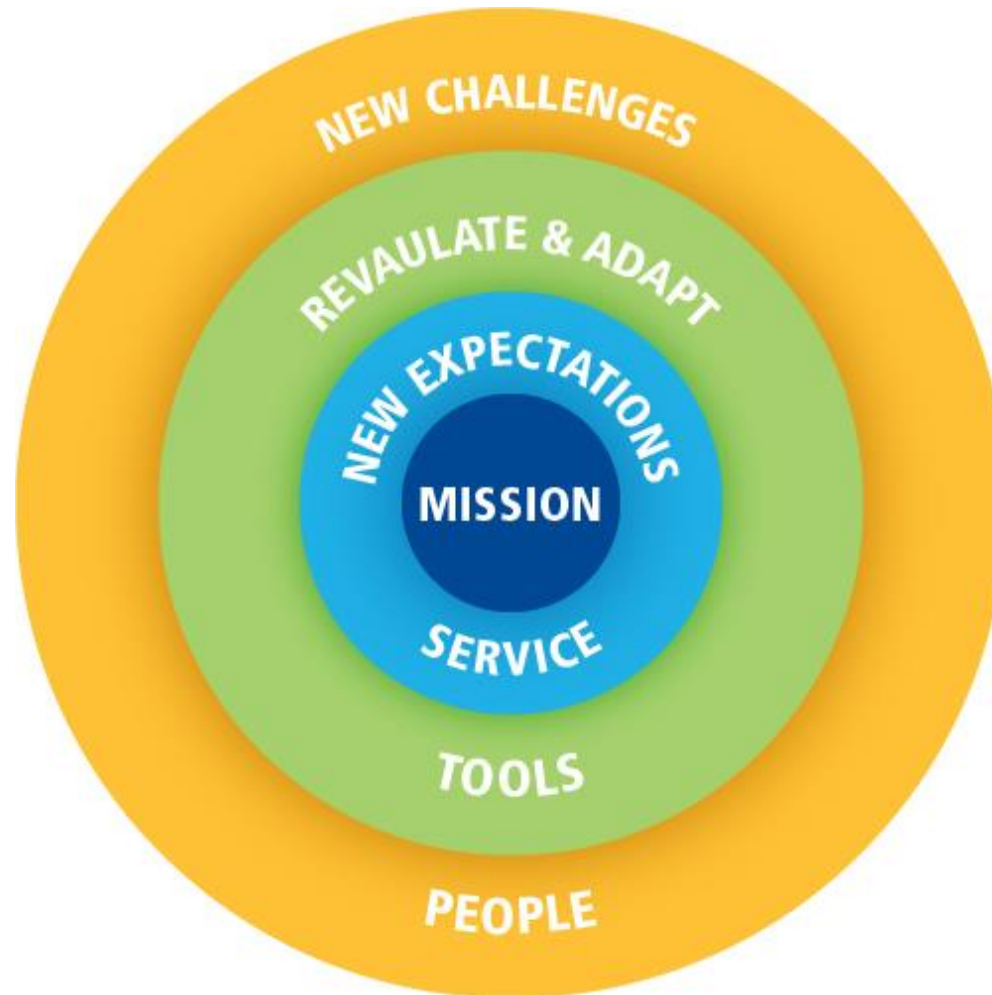 NEW CHALLENGES
REVAULATE & ADAPT
NEW EXPECTATIONS
MISSION
SERVICE
TOOLS
PEOPLE